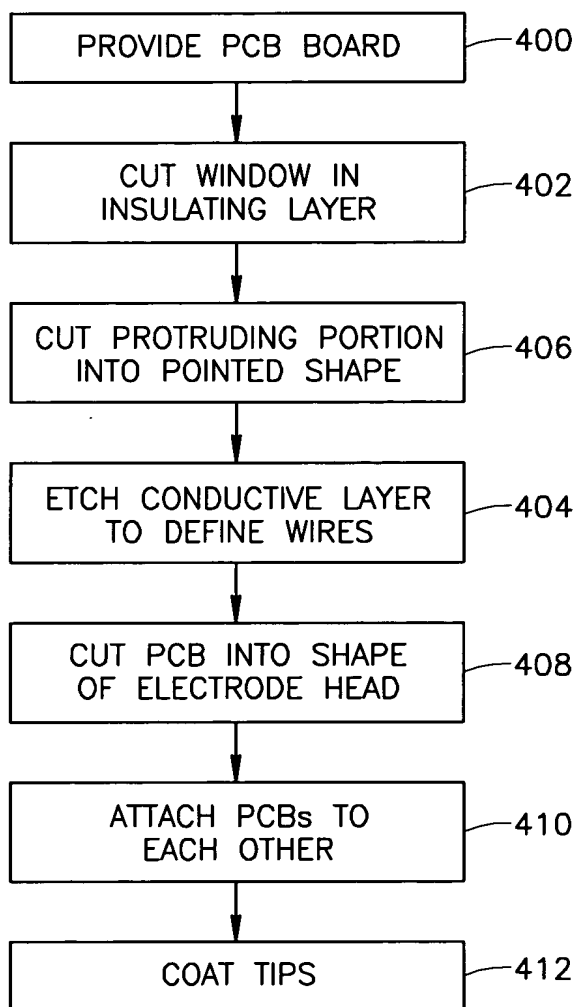 PROVIDE PCB BOARD
400
CUT WINDOW IN
INSULATING LAYER
402
CUT PROTRUDING PORTION
INTO POINTED SHAPE
406
ETCH CONDUCTIVE LAYER
TO DEFINE WIRES
404
CUT PCB INTO SHAPE
OF ELECTRODE HEAD
408
ATTACH PCBs TO
EACH OTHER
410
COAT TIPS
412